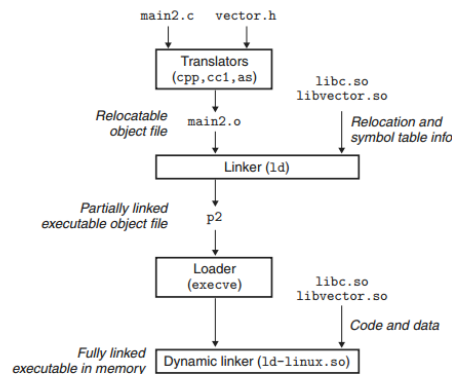 main2.c vector.h
Translators
(cpp,cc1,as)
libc.so
libvector.so
Relocatable
object file
main2.o
Relocation and
symbol table info
Linker (ld)
Partially linked
executable object file
p2
Loader
(execve)
libc.so
libvector.so
Code and data
Fully linked
executable in memory
Dynamic linker (ld-linux.so)